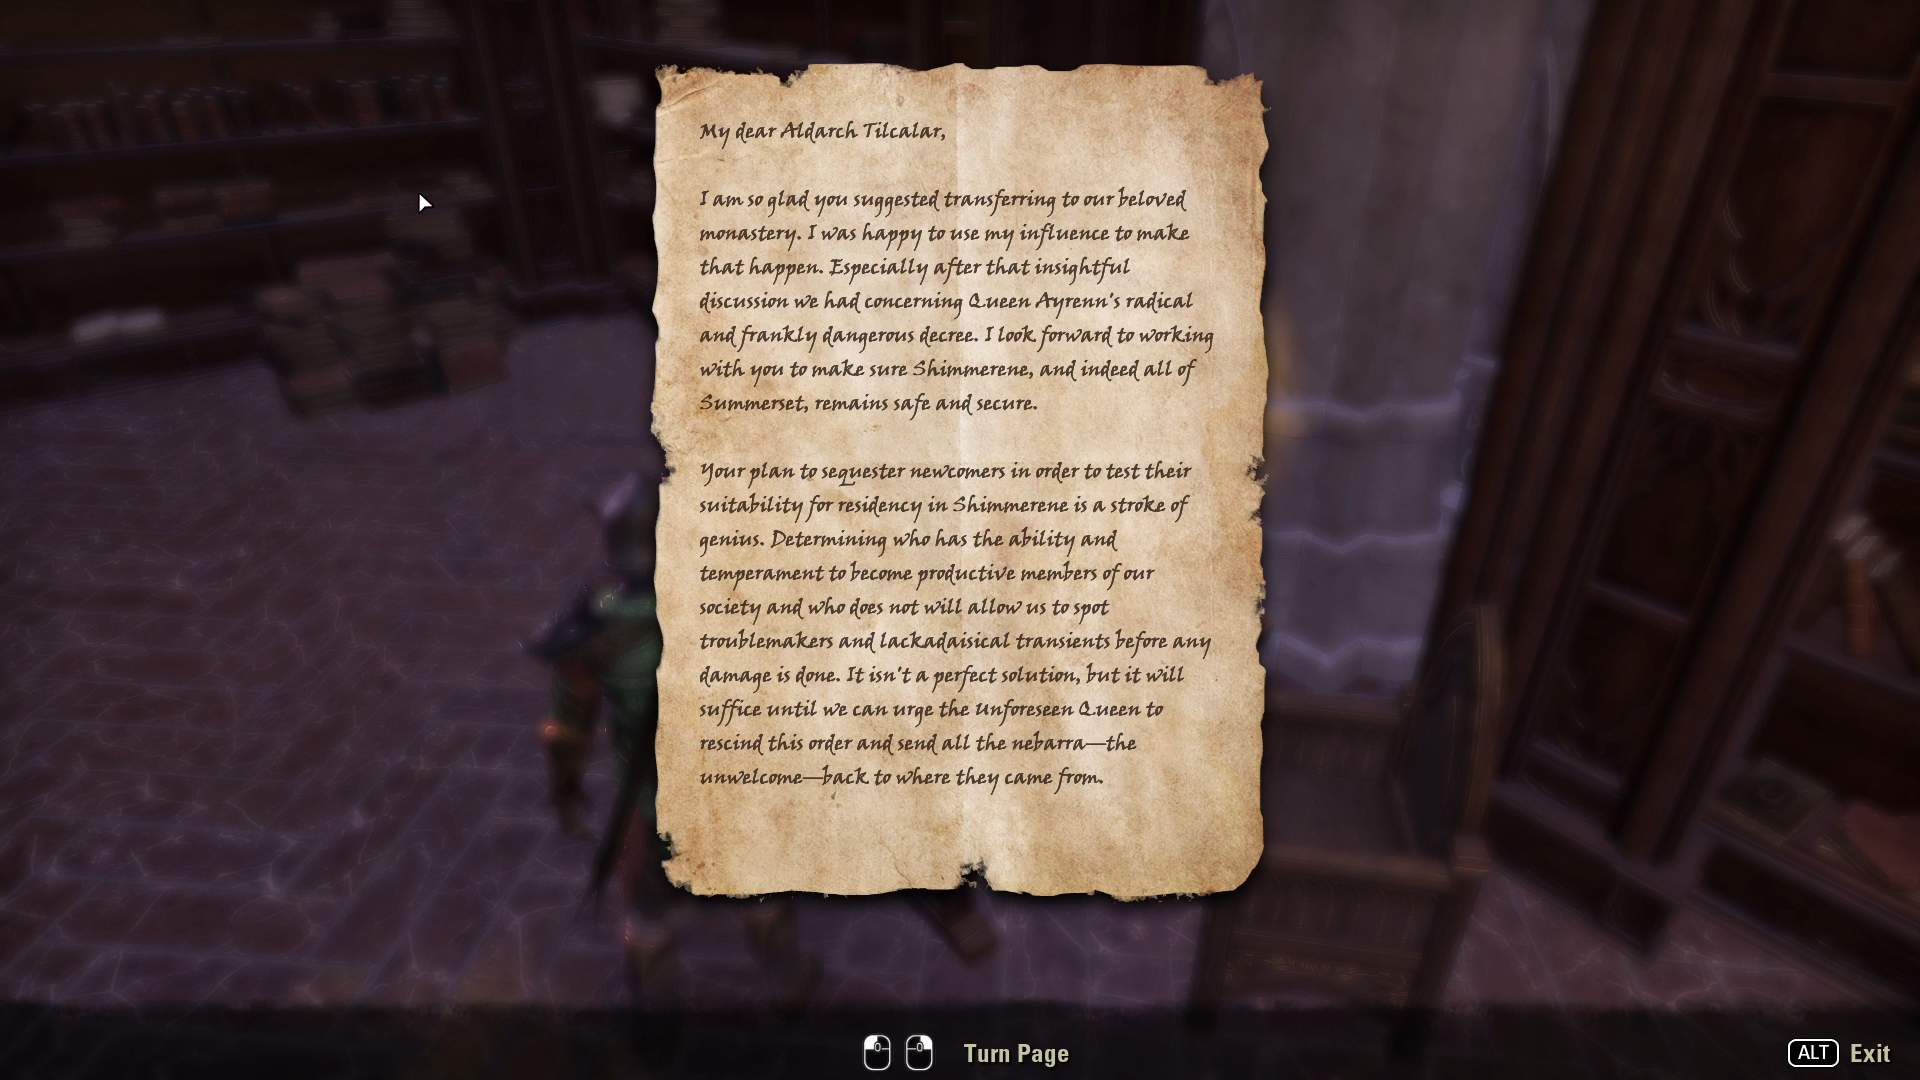 My dear Aldarch Tilcalar,
I am so glad you suggested transferring to our beloved
monastery. I was happy to use my influence to make
that happen. Especially after that insightful
discussion we had concerning Queen Ayrenn's radical
and frankly dangerous decree. I look forward to working
with you to make sure Shimmerene, and indeed all of
Summerset, remains safe and secure.
Your plan to sequester newcomers in order to test their
suitability for residency in Shimmerene is a stroke of
genius. Determining who has the ability and
temperament to become productive members of our
society and who does not will allow us to spot
troublemakers and lackadaisical transients before any
damage is done. It isn't a perfect solution, but it will
suffice until we can urge the Unforeseen Queen to
rescind this order and send all the nebarra—the
unwelcome—back to where they came from.
Turn Page
ALT Exit